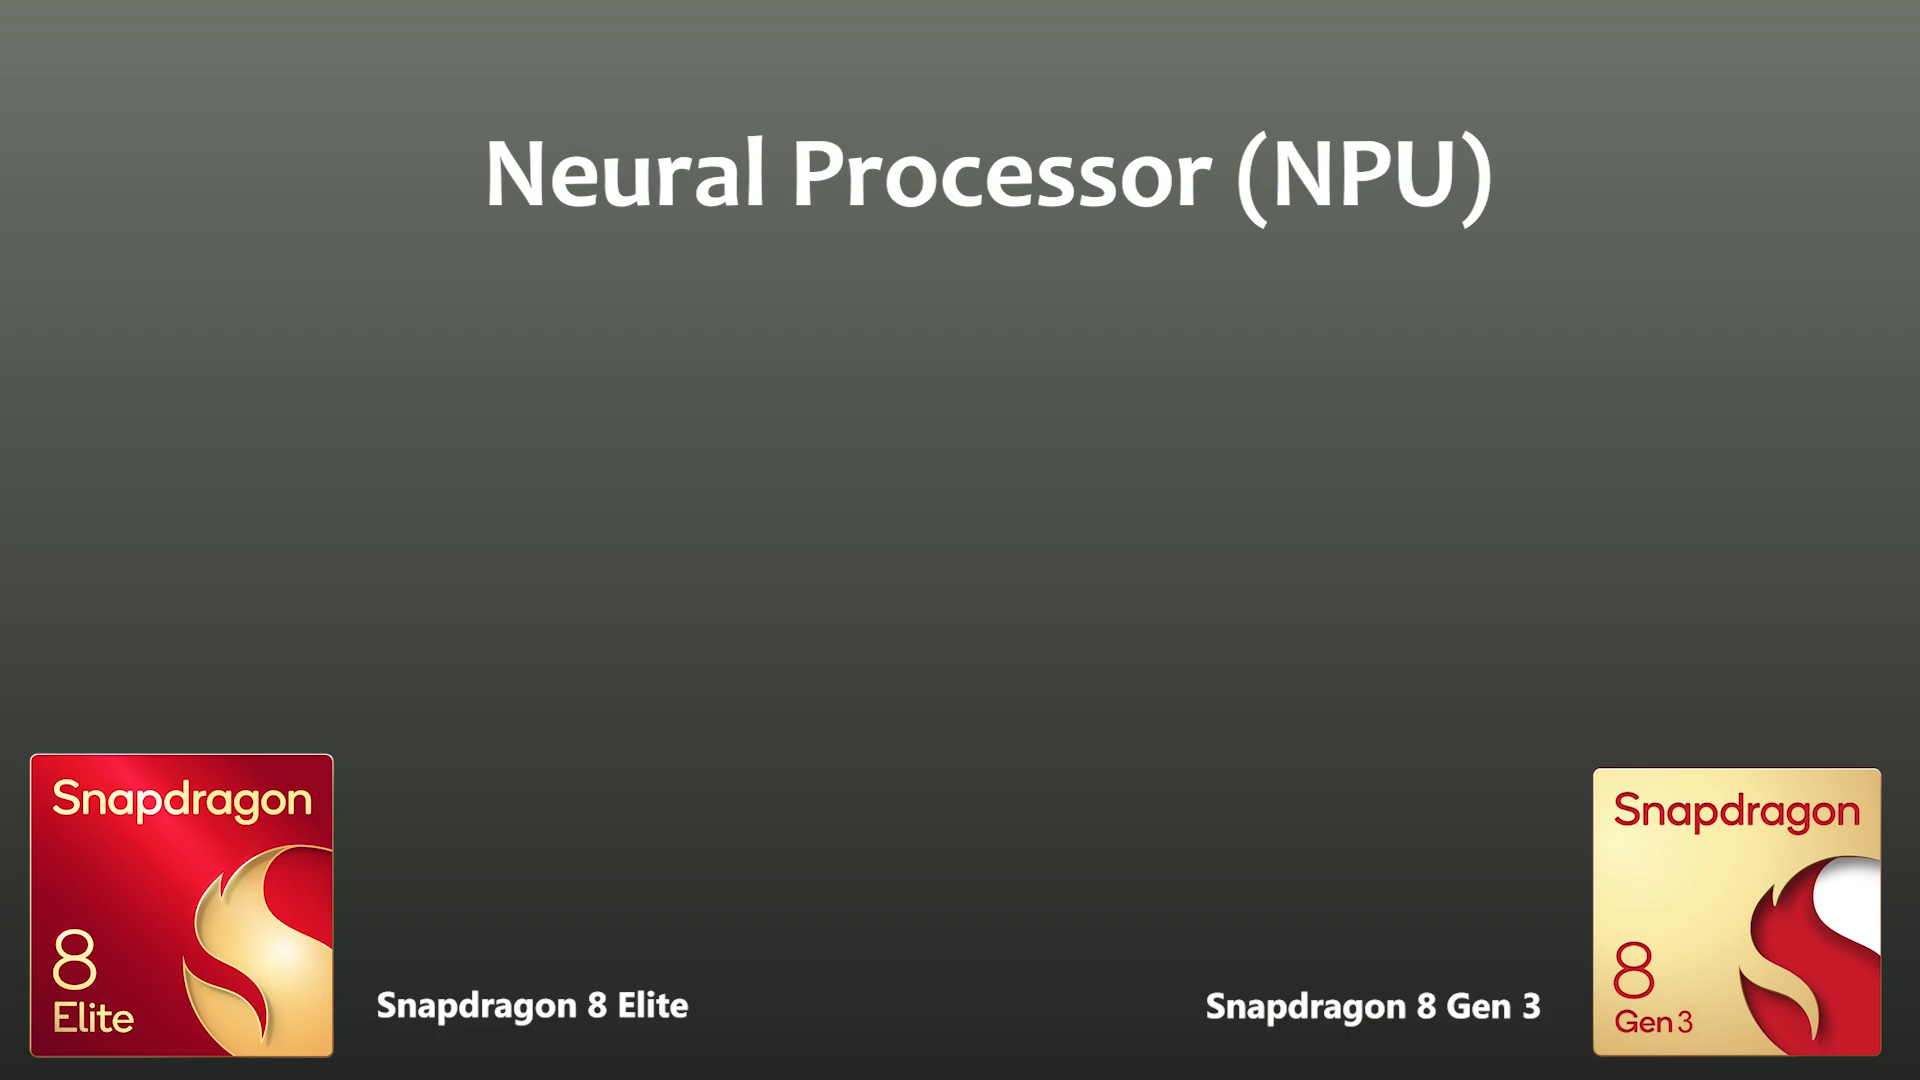 Neural Processor (NPU)
Snapdragon
8
Elite
Snapdragon 8 Elite
Snapdragon 8 Gen 3
Snapdragon
8
Gen 3